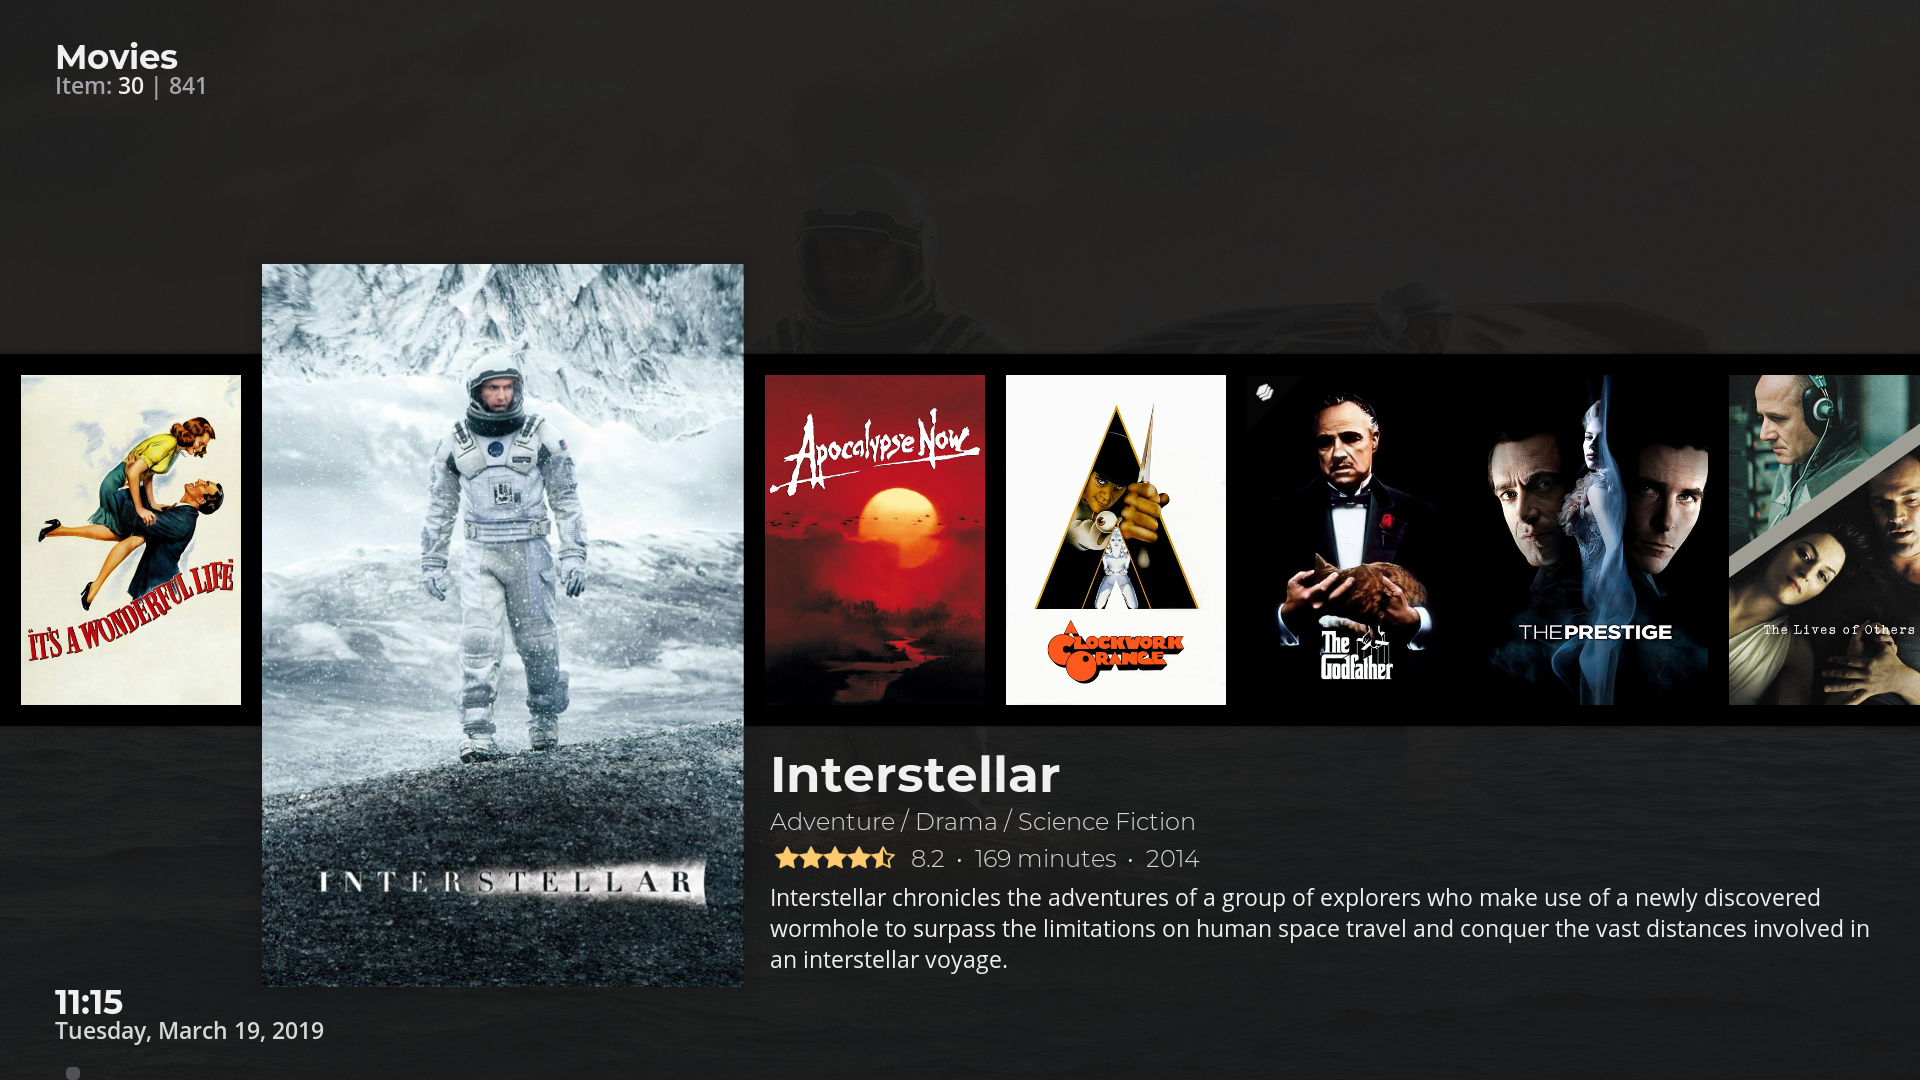 Movies
Item: 30 | 841
"IT'S A WONDERFUL LIFE"
INTERSTELLAR
Apocalypse Now
CLOCKWORK
ORANGE
The
Godfather
THEPRESTIGE
The Lives of Others
Interstellar
Adventure / Drama / Science Fiction
8.2 • 169 minutes • 2014
Interstellar chronicles the adventures of a group of explorers who make use of a newly discovered
wormhole to surpass the limitations on human space travel and conquer the vast distances involved in
an interstellar voyage.
11:15
Tuesday, March 19, 2019